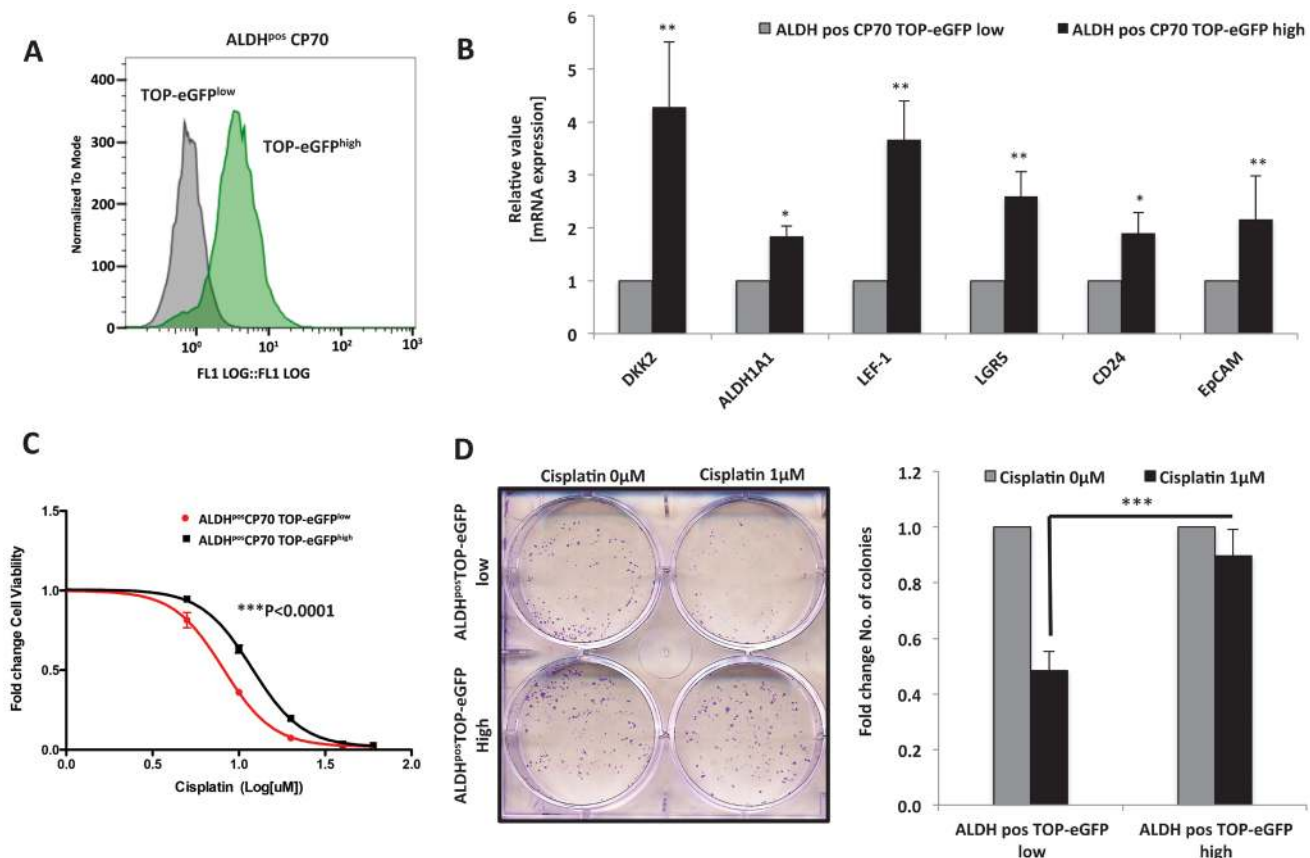 A
ALDHᵖᵒˢ CP70
TOP-eGFPˡᵒʷ
TOP-eGFPʰⁱᵍʰ
Normalized To Mode
400
300
200
100
0
10⁰
10¹
10²
10³
FL1 LOG::FL1 LOG
B
ALDH pos CP70 TOP-eGFP low
ALDH pos CP70 TOP-eGFP high
Relative value
[mRNA expression]
6
5
4
3
2
1
0
**
*
**
**
*
**
DKK2
ALDH1A1
LEF-1
LGR5
CD24
EpCAM
C
ALDHᵖᵒˢCP70 TOP-eGFPˡᵒʷ
ALDHᵖᵒˢCP70 TOP-eGFPʰⁱᵍʰ
***P<0.0001
Fold change Cell Viability
1.5
1.0
0.5
0.0
0.0
0.5
1.0
1.5
2.0
Cisplatin (Log[uM])
D
Cisplatin 0μM
Cisplatin 1μM
ALDHᵖᵒˢTOP-eGFP
low
ALDHᵖᵒˢTOP-eGFP
High
Cisplatin 0μM
Cisplatin 1μM
***
Fold change No. of colonies
1.2
1.0
0.8
0.6
0.4
0.2
0.0
ALDH pos TOP-eGFP
low
ALDH pos TOP-eGFP
high